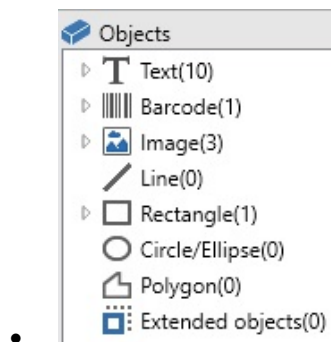 Objects
Text(10)
Barcode(1)
Image(3)
Line(0)
Rectangle(1)
Circle/Ellipse(0)
Polygon(0)
Extended objects(0)